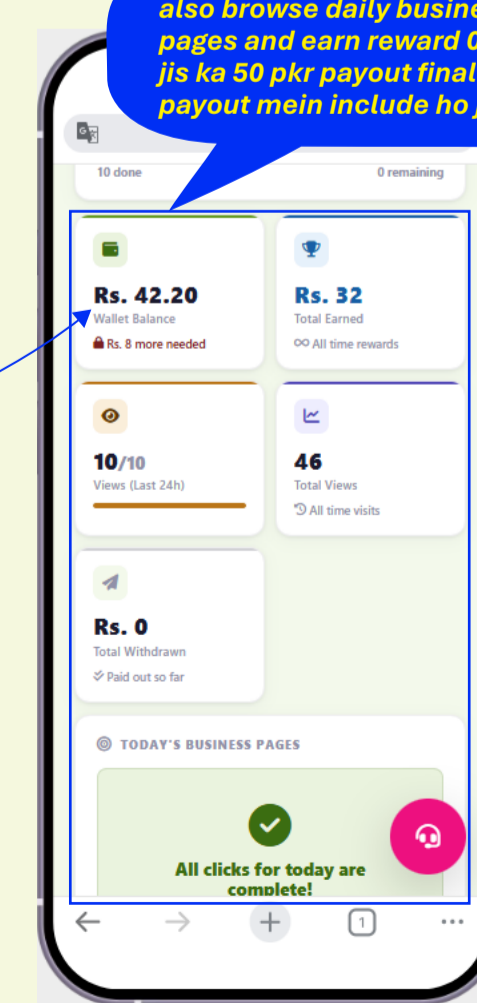 also browse daily
pages and earn reward
jis ka 50 pkr payout final
payout mein include ho
10 done
0 remaining
Rs. 42.20
Wallet Balance
Rs. 8 more needed
Rs. 32
Total Earned
All time rewards
10/10
Views (Last 24h)
46
Total Views
All time visits
Rs. 0
Total Withdrawn
Paid out so far
TODAY'S BUSINESS PAGES
All clicks for today are
complete!
1